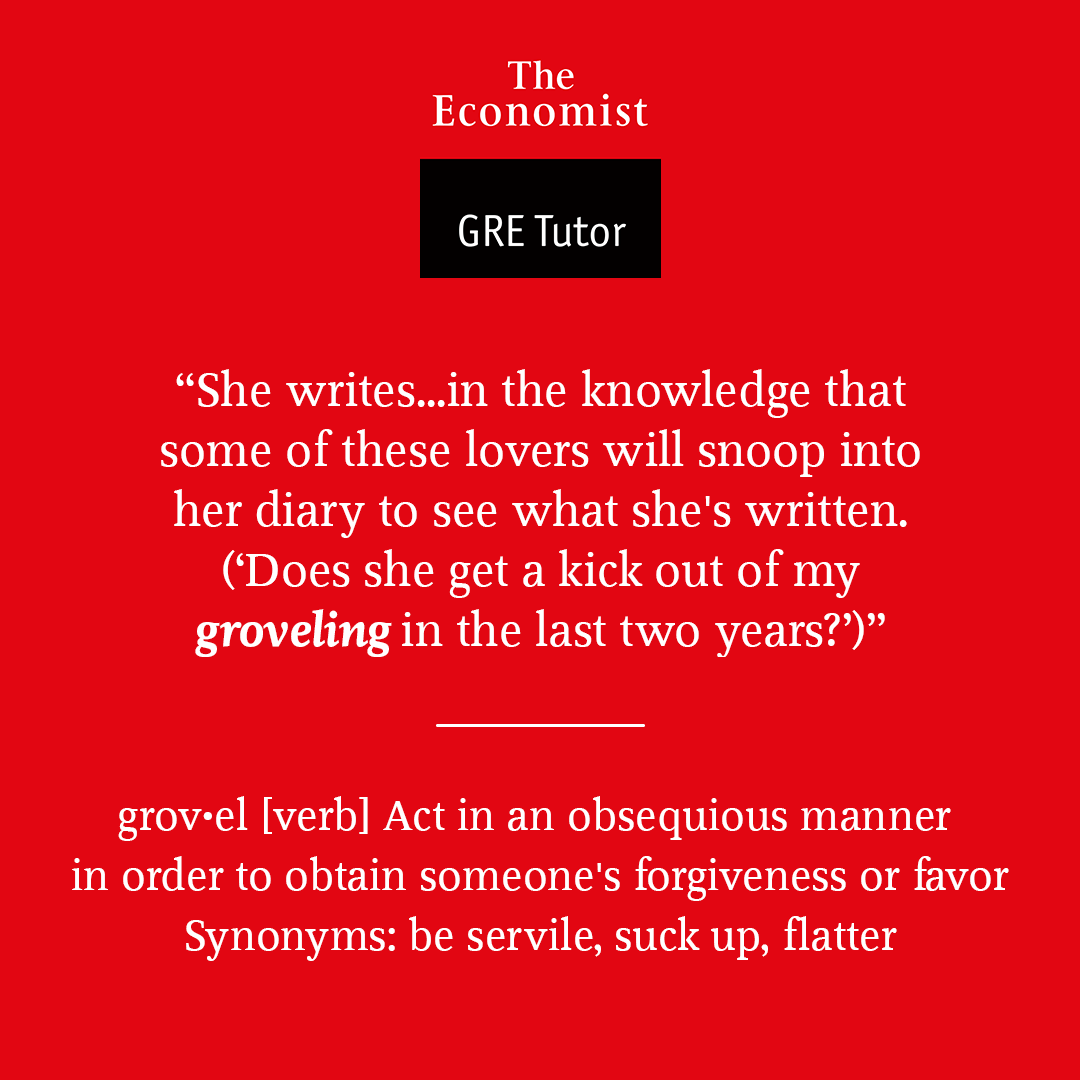 The
Economist
GRE Tutor
“She writes...in the knowledge that
some of these lovers will snoop into
her diary to see what she's written.
(‘Does she get a kick out of my
groveling in the last two years?’)”
grov•el [verb] Act in an obsequious manner
in order to obtain someone's forgiveness or favor
Synonyms: be servile, suck up, flatter